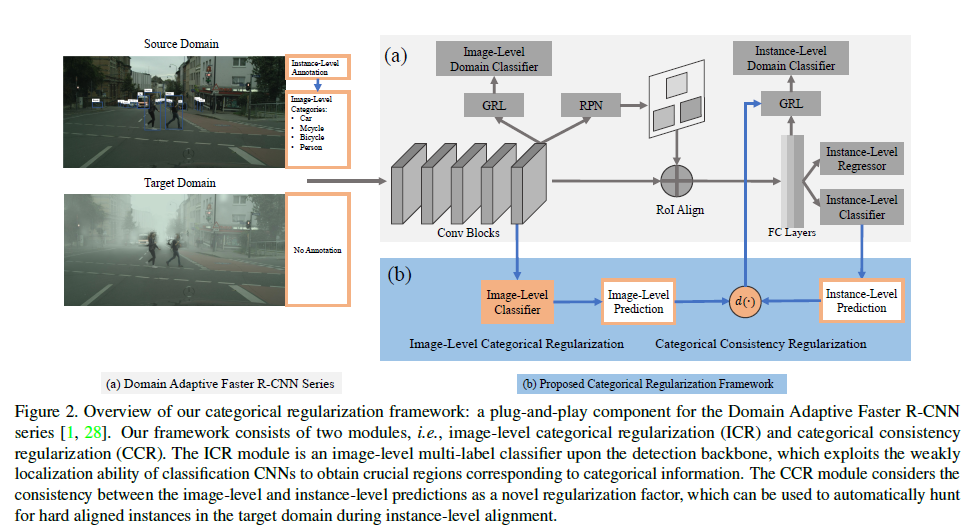 Source Domain
Instance-Level
Annotation
Image-Level
Categories:
• Car
• Mcycle
• Bicycle
• Person
Target Domain
No Annotation
(a)
Image-Level
Domain Classifier
GRL
RPN
Conv Blocks
RoI Align
Instance-Level
Domain Classifier
GRL
Instance-Level
Regressor
Instance-Level
Classifier
FC Layers
(b)
Image-Level
Classifier
Image-Level
Prediction
d(·)
Instance-Level
Prediction
Image-Level Categorical Regularization
Categorical Consistency Regularization
(a) Domain Adaptive Faster R-CNN Series
(b) Proposed Categorical Regularization Framework
Figure 2. Overview of our categorical regularization framework: a plug-and-play component for the Domain Adaptive Faster R-CNN
series [1, 28]. Our framework consists of two modules, i.e., image-level categorical regularization (ICR) and categorical consistency
regularization (CCR). The ICR module is an image-level multi-label classifier upon the detection backbone, which exploits the weakly
localization ability of classification CNNs to obtain crucial regions corresponding to categorical information. The CCR module considers the
consistency between the image-level and instance-level predictions as a novel regularization factor, which can be used to automatically hunt
for hard aligned instances in the target domain during instance-level alignment.